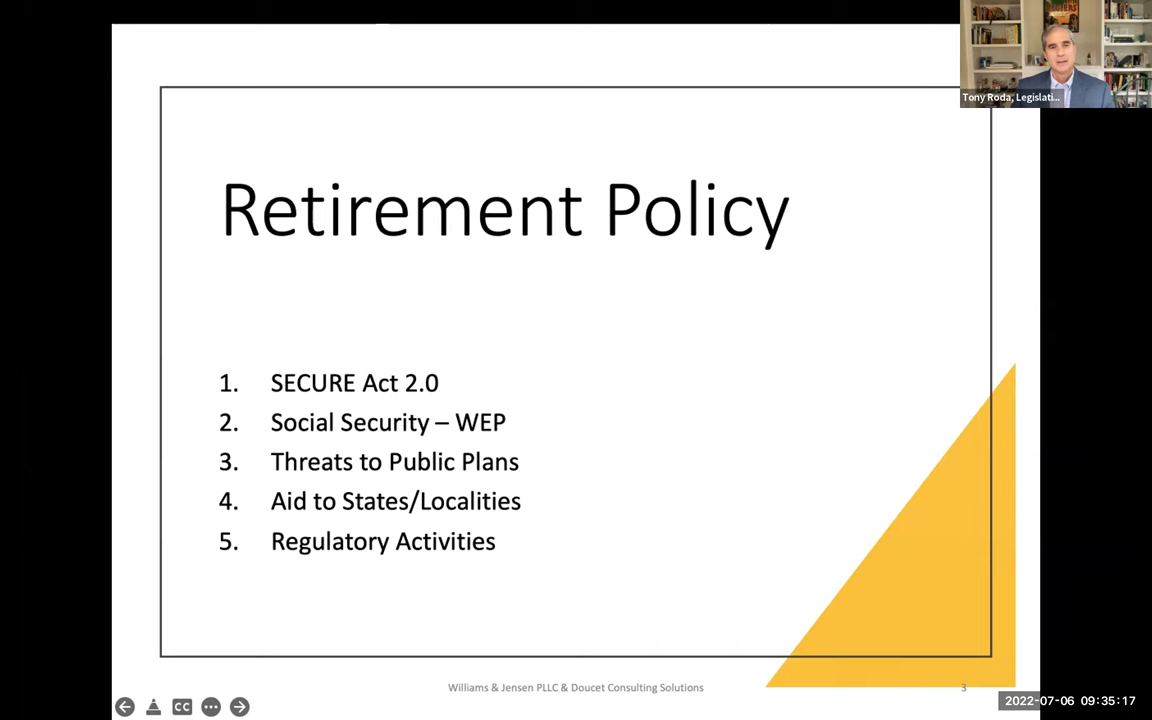 Tony Roda, Legislati...
Retirement Policy
1. SECURE Act 2.0
2. Social Security – WEP
3. Threats to Public Plans
4. Aid to States/Localities
5. Regulatory Activities
Williams & Jensen PLLC & Doucet Consulting Solutions
3
CC
2022-07-06 09:35:17